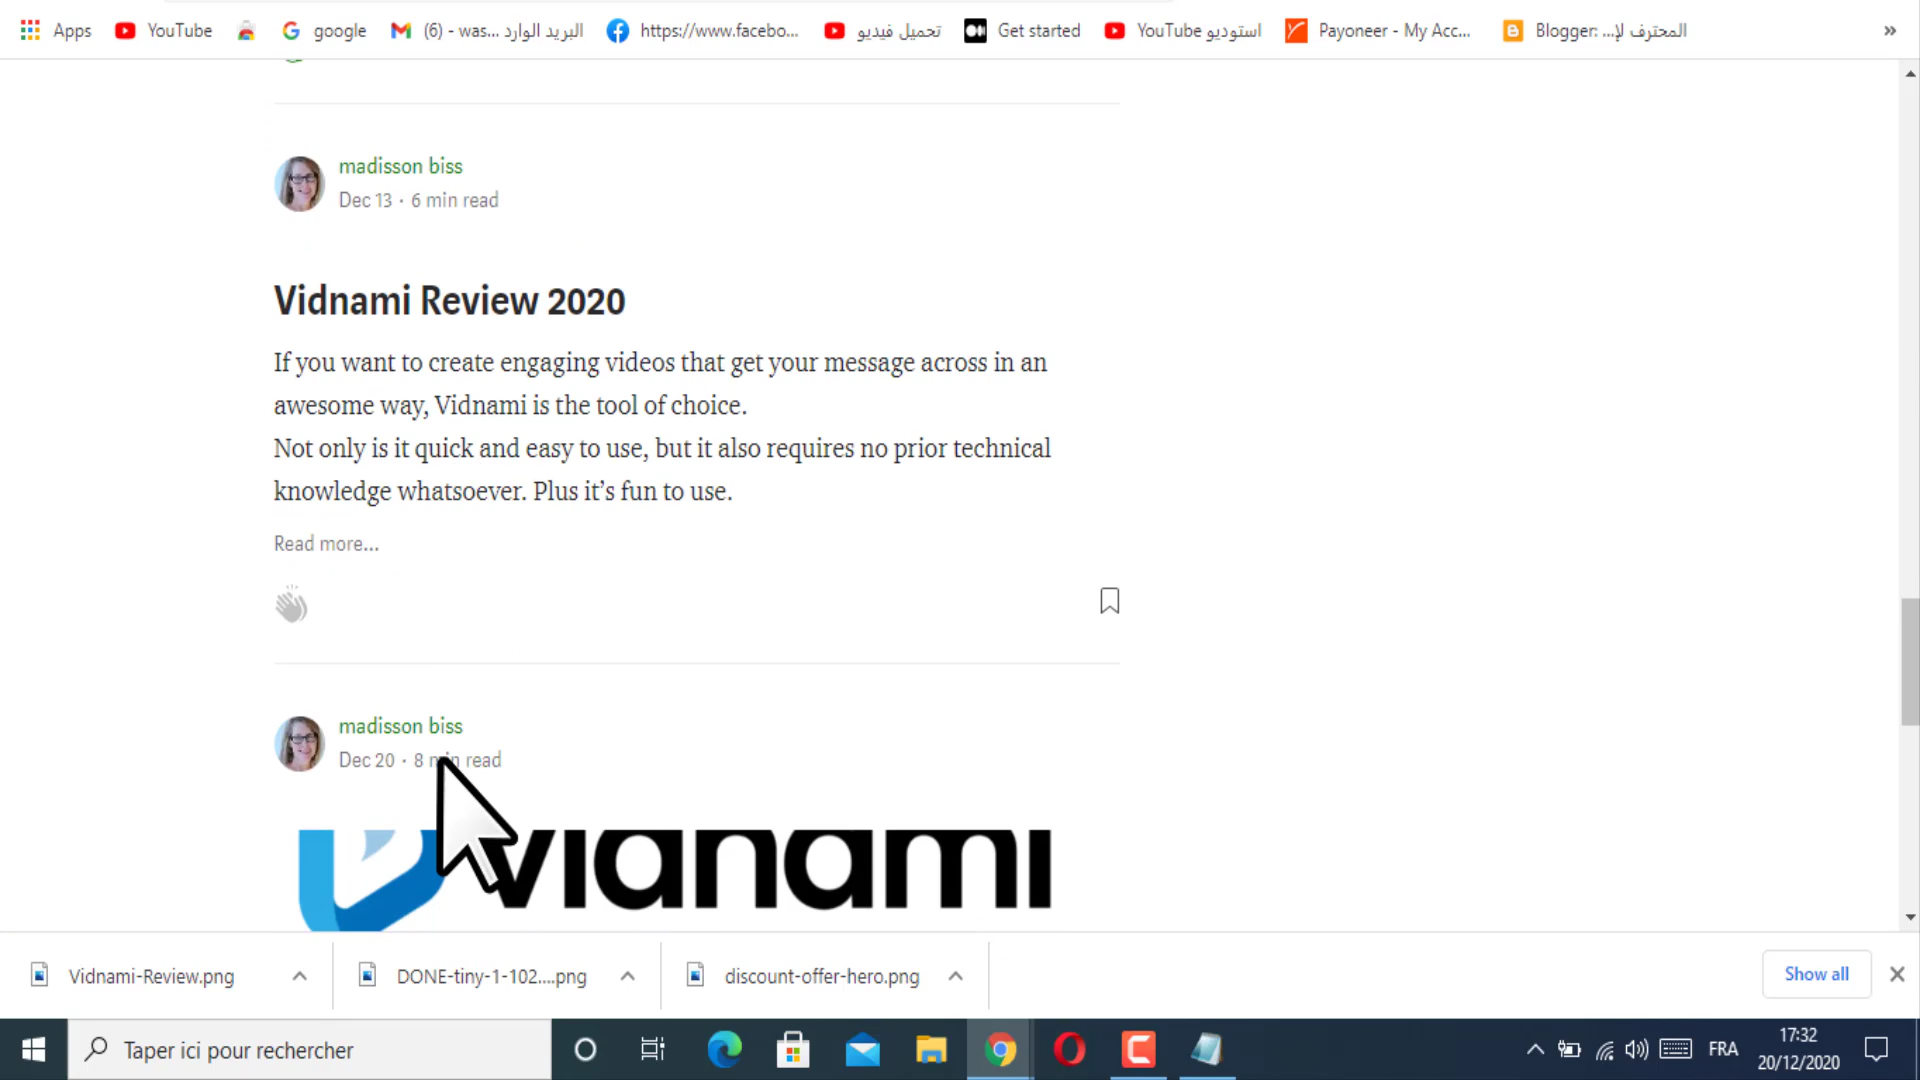 Apps
YouTube
google
البريد الوارد (6) - was...
https://www.facebo...
تحميل فيديو
Get started
استوديو YouTube
Payoneer - My Acc...
Blogger: المحترف لإ...
»
madisson biss
Dec 13 · 6 min read
Vidnami Review 2020
If you want to create engaging videos that get your message across in an
awesome way, Vidnami is the tool of choice.
Not only is it quick and easy to use, but it also requires no prior technical
knowledge whatsoever. Plus it’s fun to use.
Read more...
madisson biss
Dec 20 · 8 min read
vidnami
Vidnami-Review.png
DONE-tiny-1-102....png
discount-offer-hero.png
Show all
Taper ici pour rechercher
FRA
17:32
20/12/2020